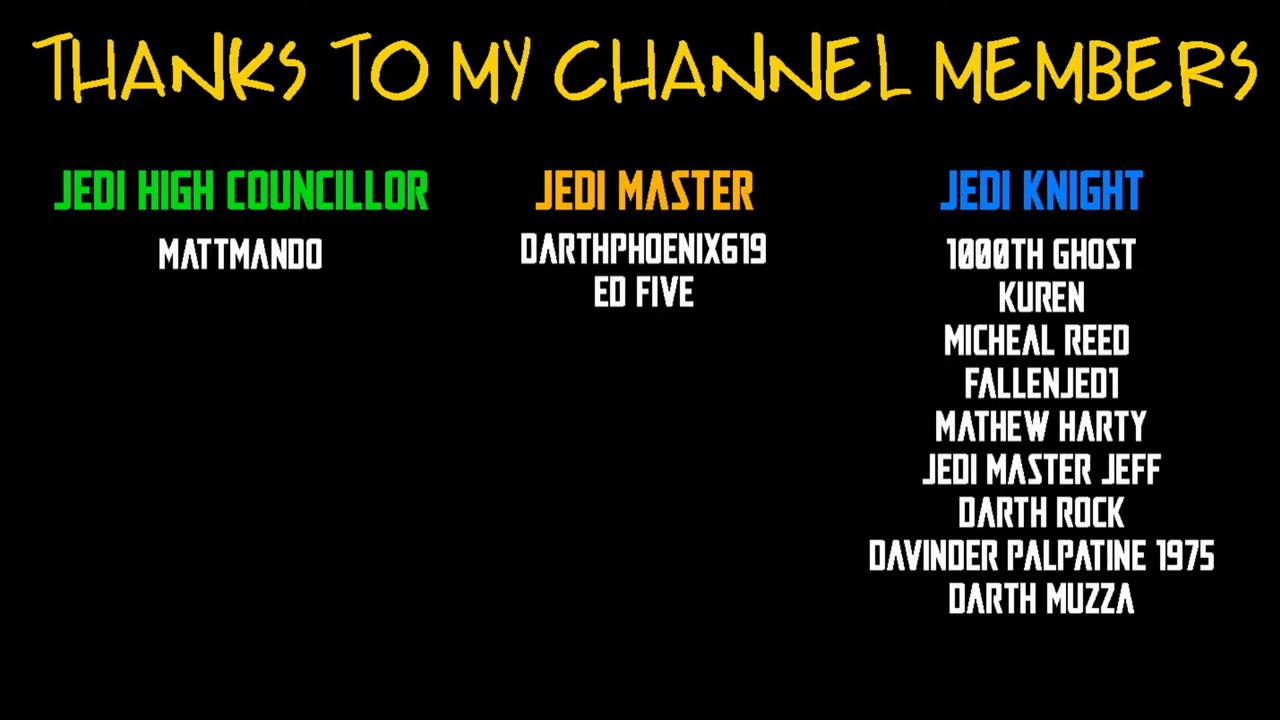 THANKS TO MY CHANNEL MEMBERS
JEDI HIGH COUNCILLOR
MATTMANDO
JEDI MASTER
DARTHPHOENIX619
ED FIVE
JEDI KNIGHT
1000TH GHOST
KUREN
MICHEAL REED
FALLENJED1
MATHEW HARTY
JEDI MASTER JEFF
DARTH ROCK
DAVINDER PALPATINE 1975
DARTH MUZZA